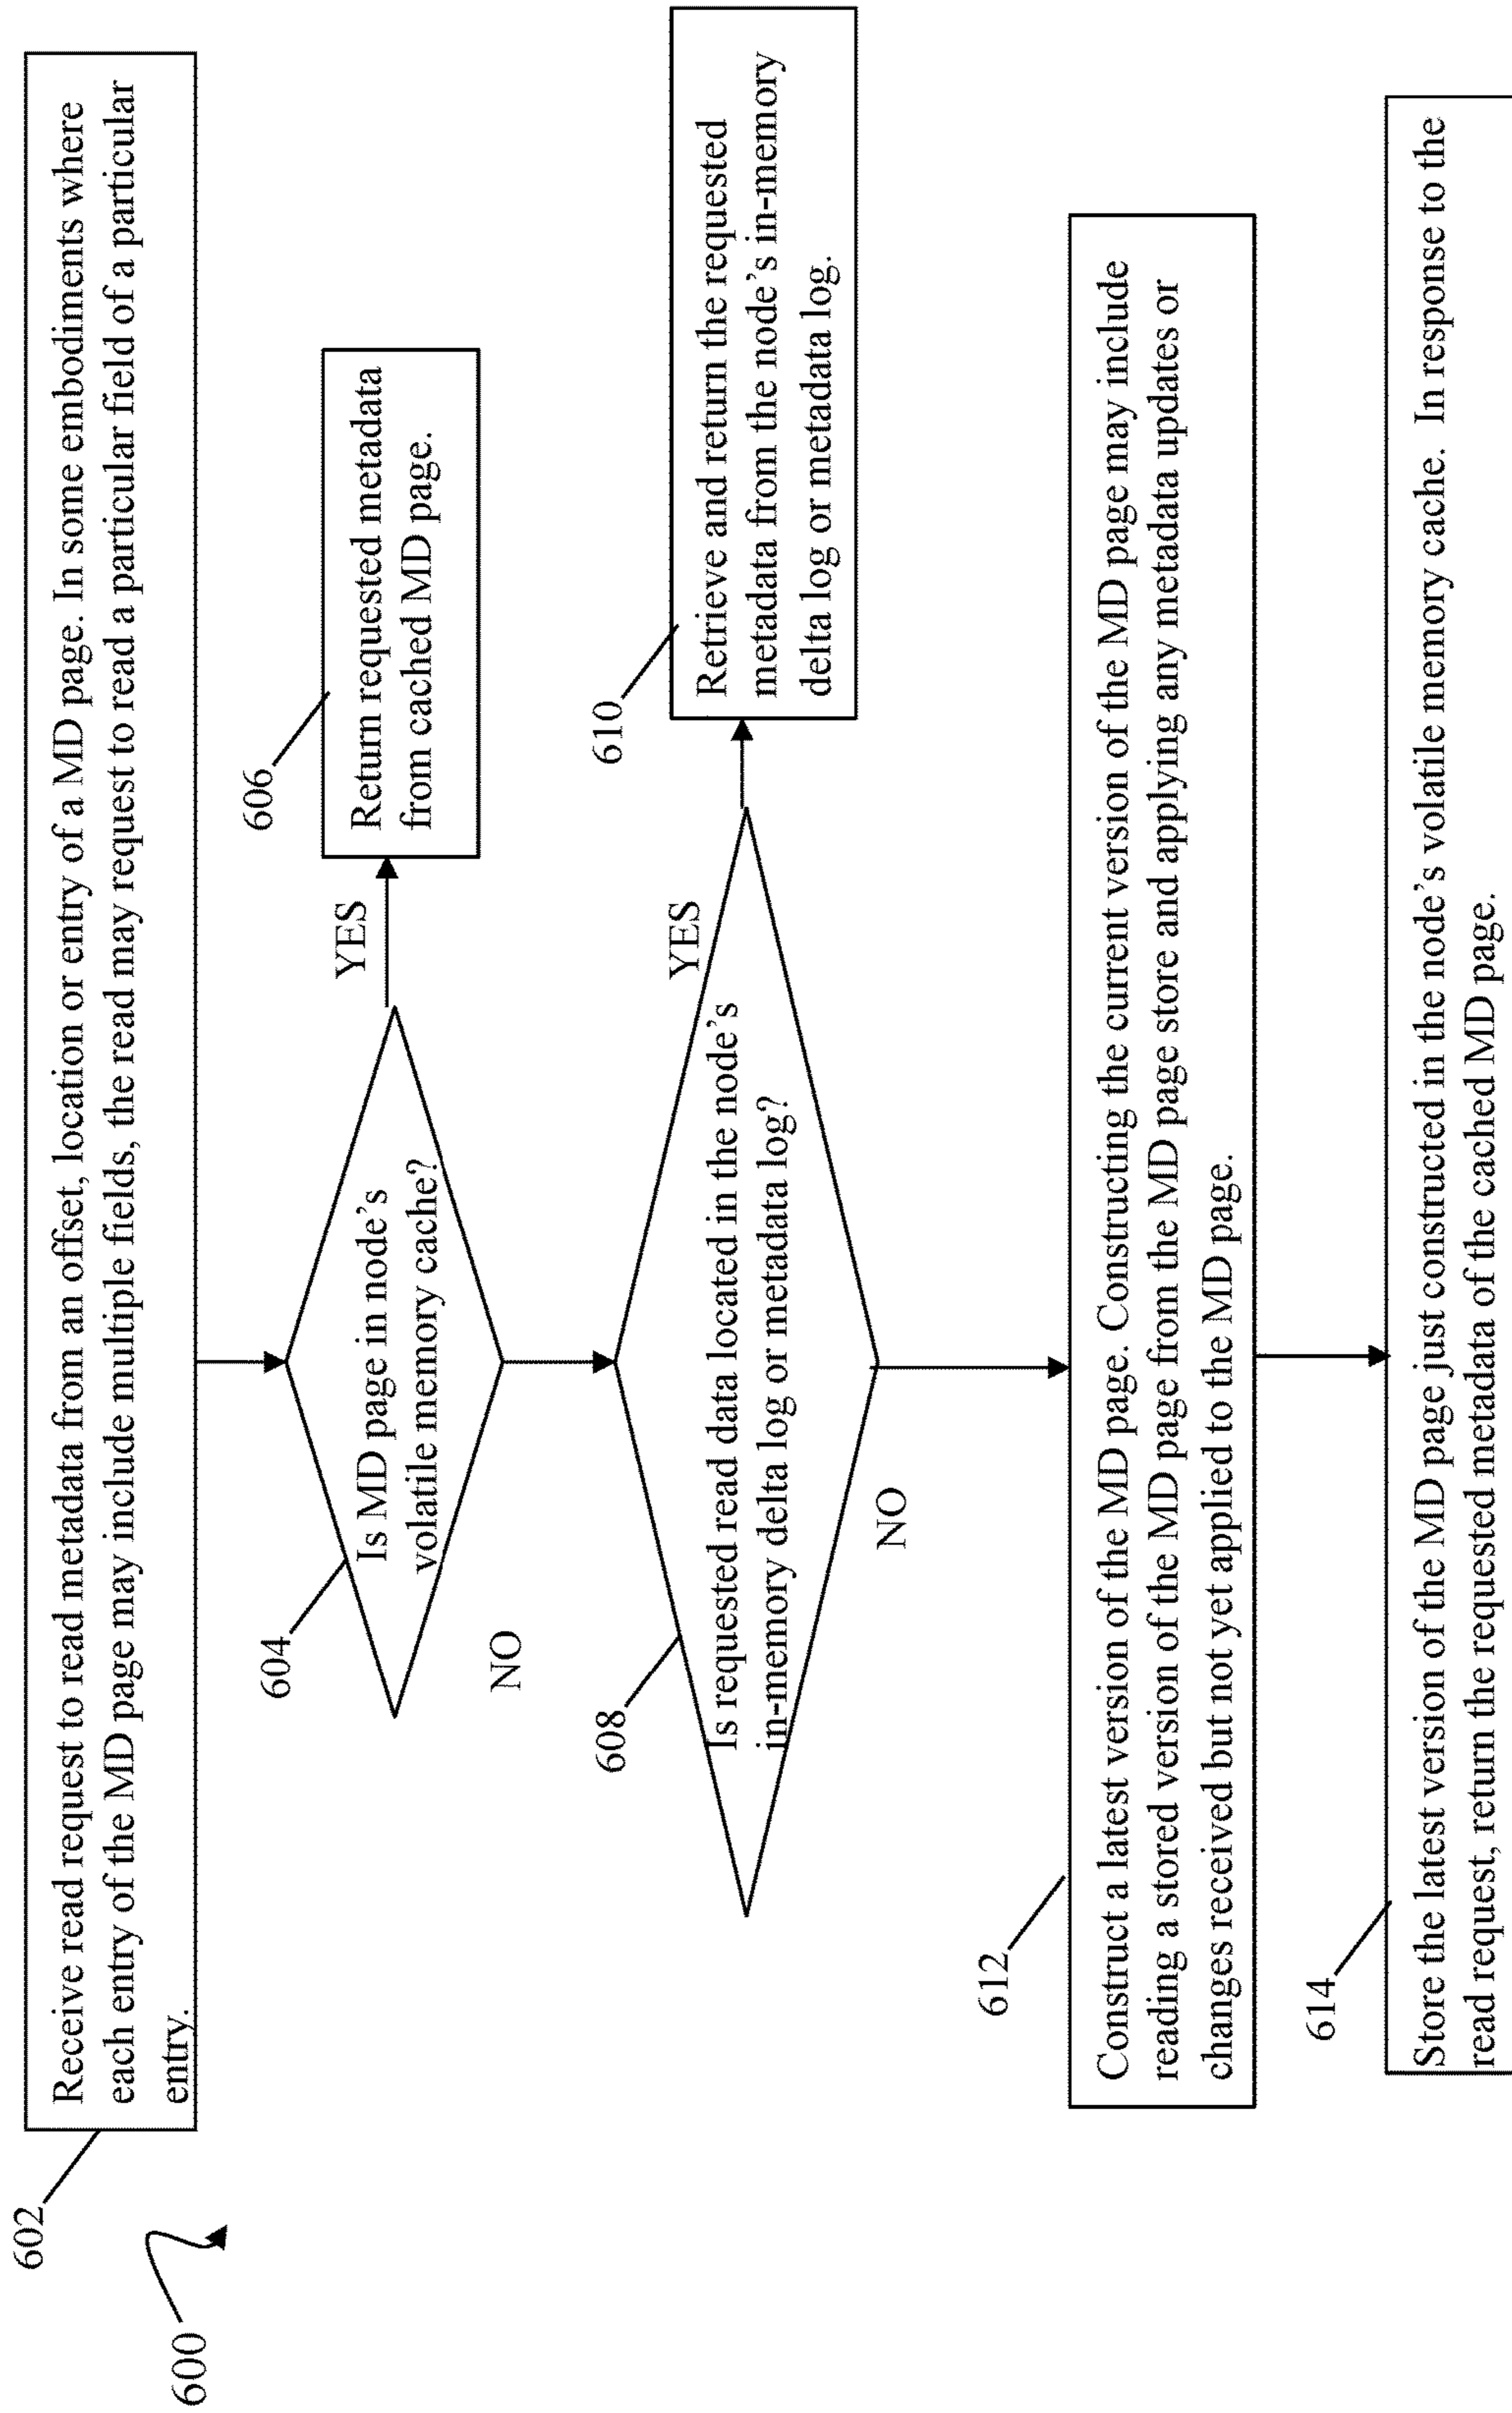 600
602
Receive read request to read metadata from an offset, location or entry of a MD page. In some embodiments where
each entry of the MD page may include multiple fields, the read may request to read a particular field of a particular
entry.
604
Is MD page in node's
volatile memory cache?
YES
NO
606
Return requested metadata
from cached MD page.
608
Is requested read data located in the node's
in-memory delta log or metadata log?
YES
NO
610
Retrieve and return the requested
metadata from the node's in-memory
delta log or metadata log.
612
Construct a latest version of the MD page. Constructing the current version of the MD page may include
reading a stored version of the MD page from the MD page store and applying any metadata updates or
changes received but not yet applied to the MD page.
614
Store the latest version of the MD page just constructed in the node's volatile memory cache.  In response to the
read request, return the requested metadata of the cached MD page.